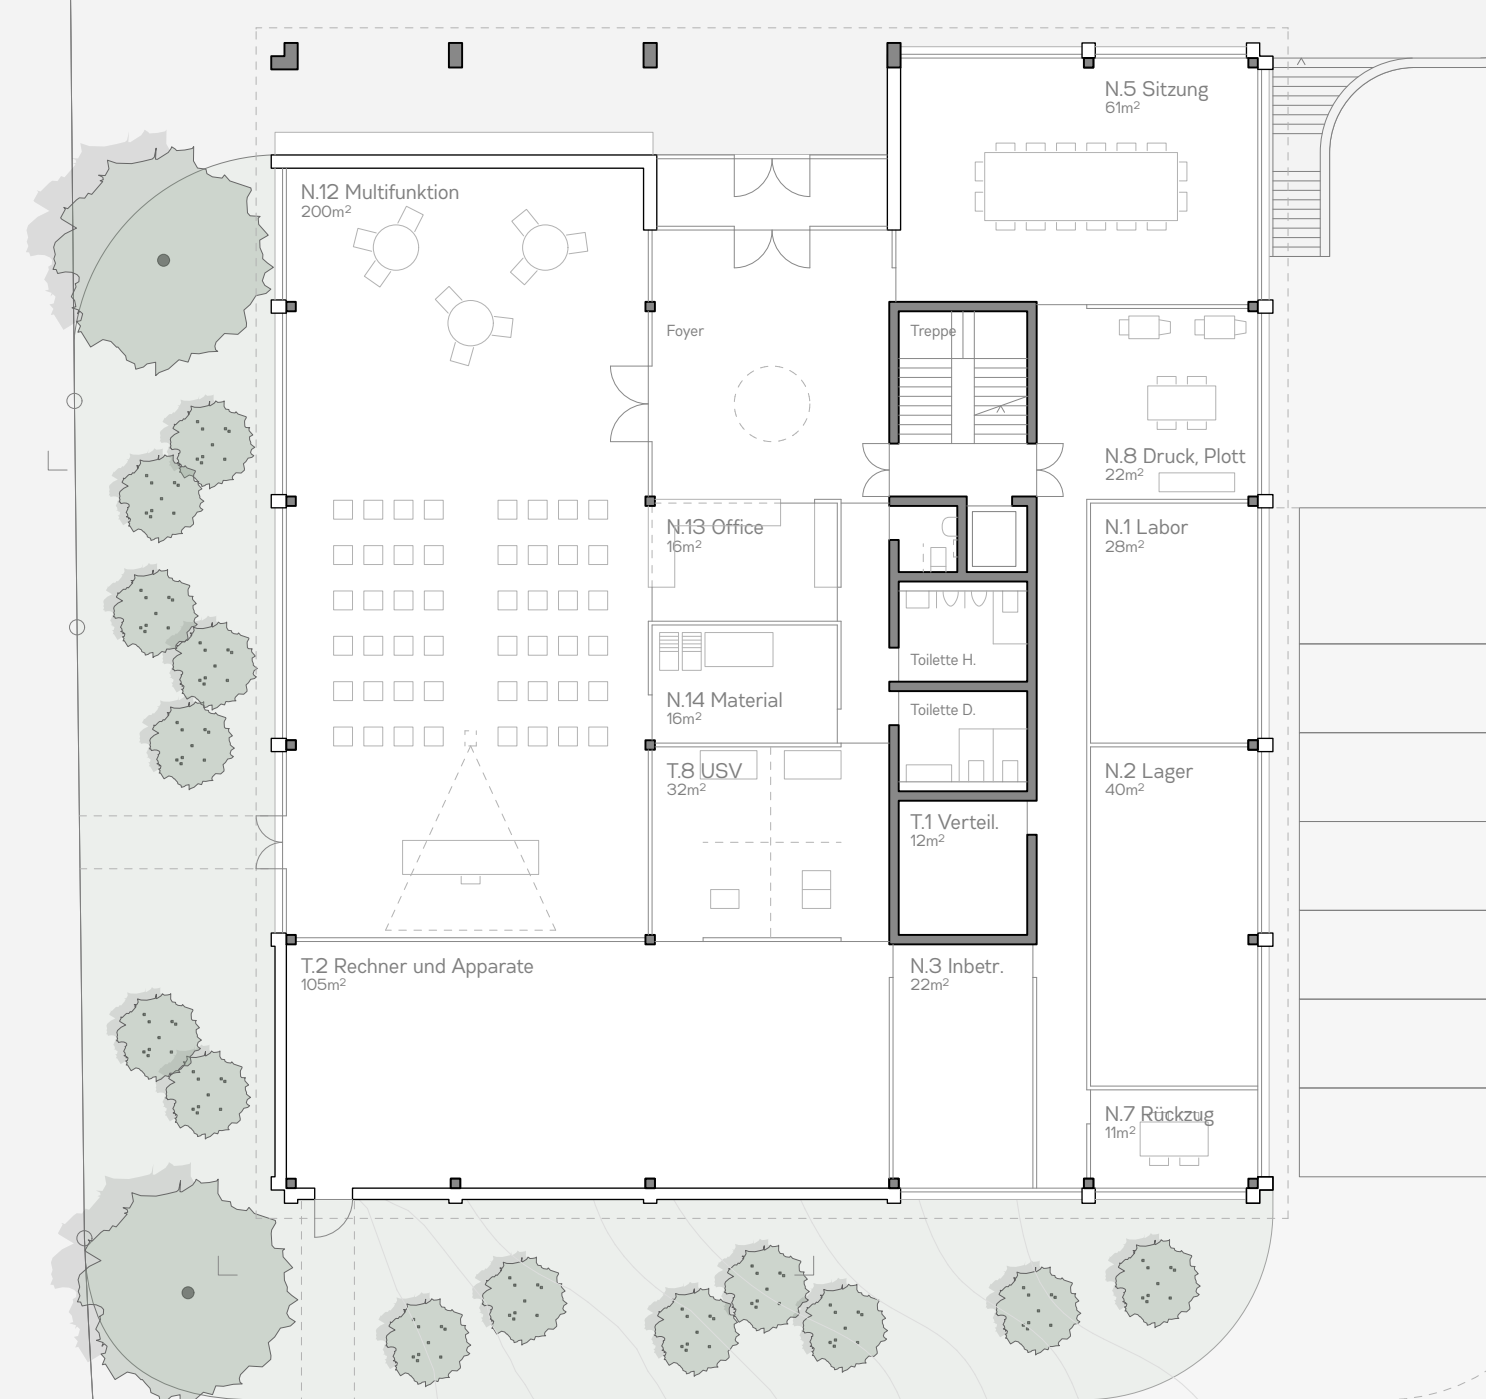 N.5 Sitzung
61m²
N.12 Multifunktion
200m²
Foyer
Treppe
N.8 Druck, Plott
22m²
N.13 Office
16m²
N.1 Labor
28m²
Toilette H.
N.14 Material
16m²
Toilette D.
T.8 USV
32m²
N.2 Lager
40m²
T.1 Verteil.
12m²
T.2 Rechner und Apparate
105m²
N.3 Inbetr.
22m²
N.7 Rückzug
11m²